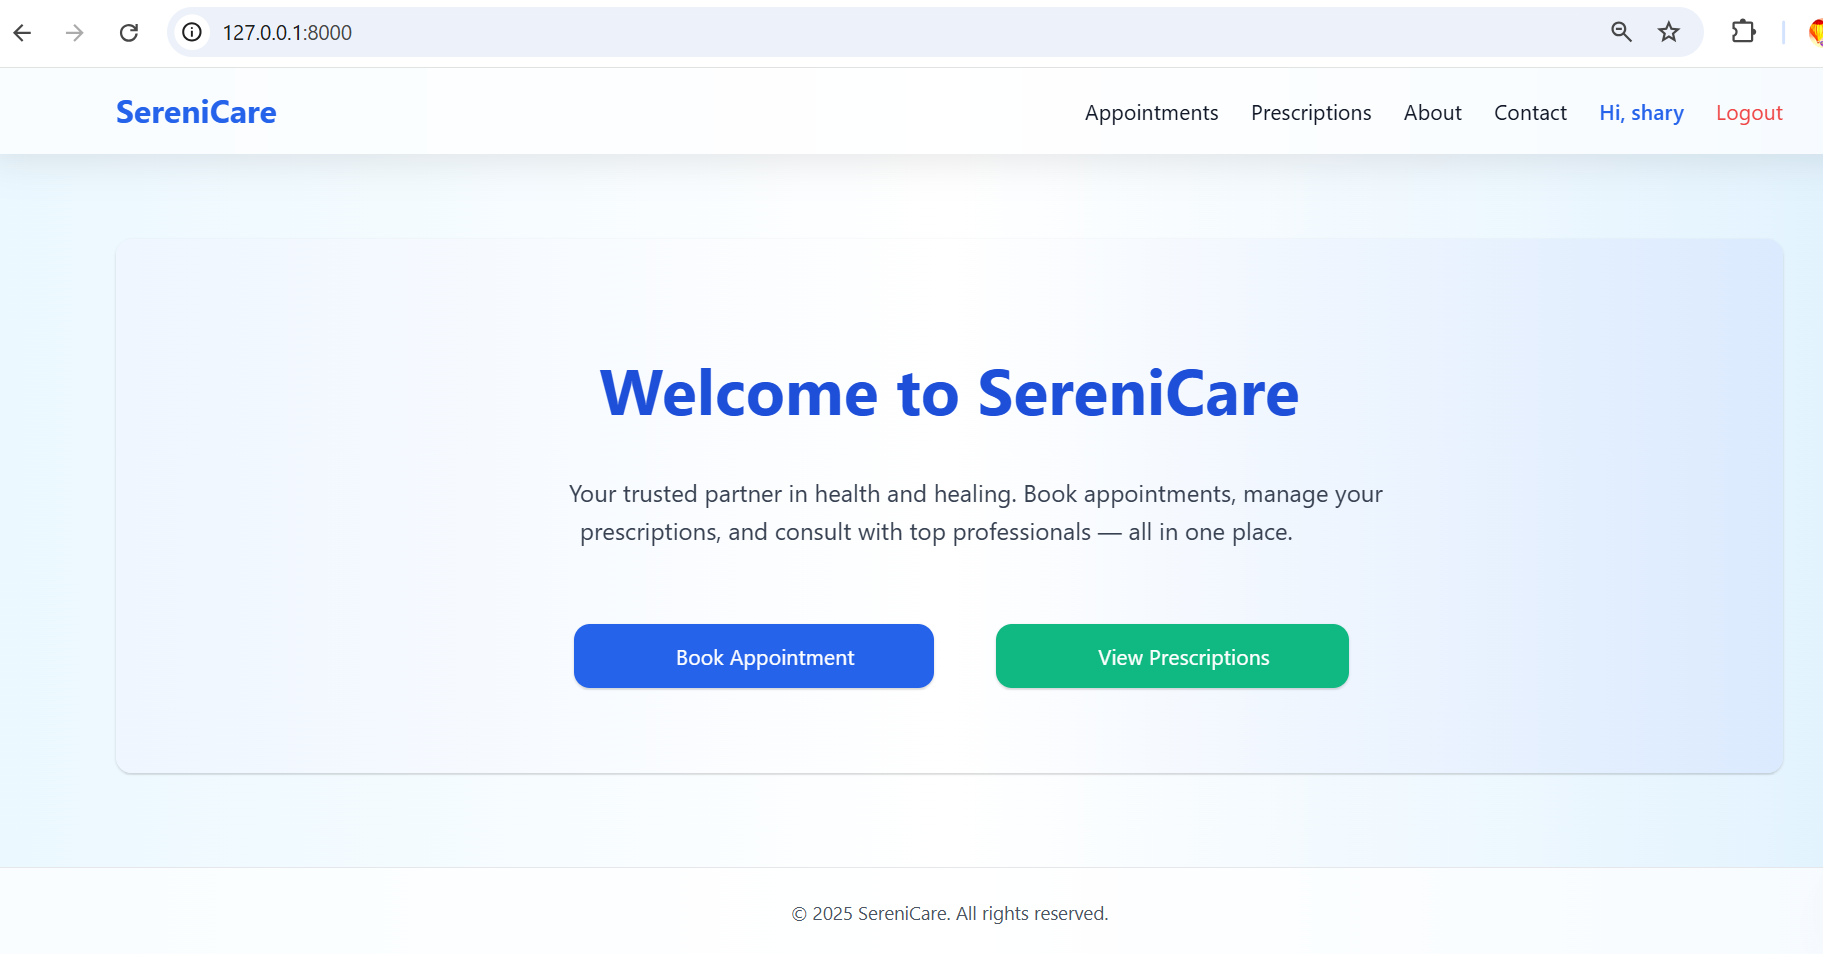 127.0.0.1:8000
SereniCare
Appointments Prescriptions About Contact Hi, shary Logout
Welcome to SereniCare
Your trusted partner in health and healing. Book appointments, manage your
prescriptions, and consult with top professionals — all in one place.
Book Appointment View Prescriptions
© 2025 SereniCare. All rights reserved.